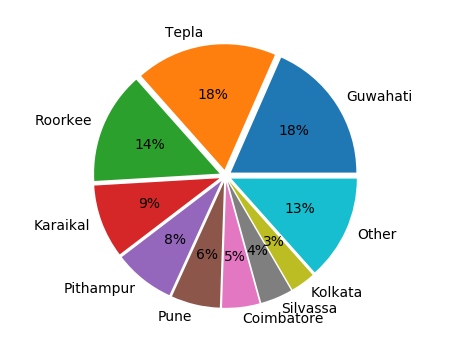 Tepla
Guwahati
18%
18%
Roorkee
14%
Karaikal
9%
13%
Other
8%
6%
5%
4%
3%
Pithampur
Pune
Coimbatore
Silvassa
Kolkata